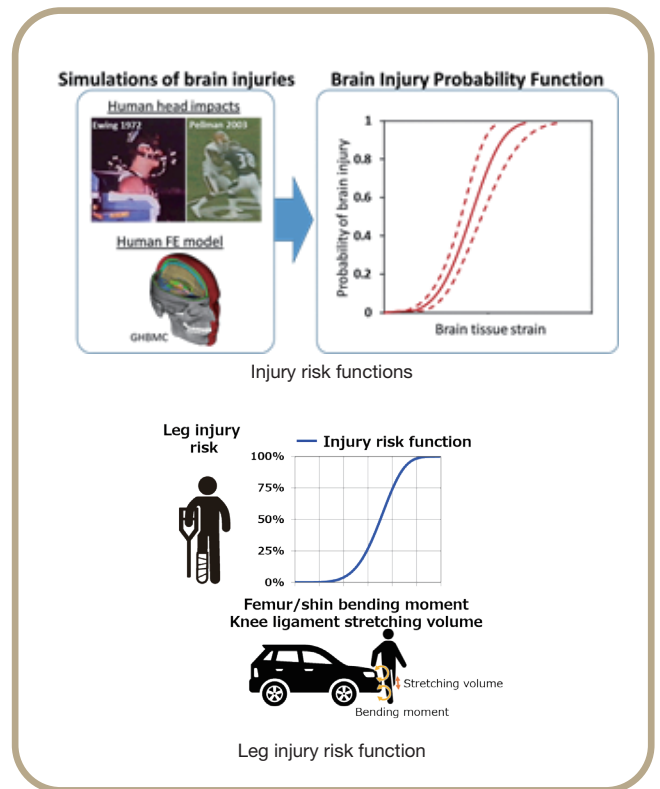 Simulations of brain injuries
Human head impacts
Ewing 1972
Pellman 2003
Human FE model
GHBMC
Brain Injury Probability Function
Probability of brain injury
1
0.8
0.6
0.4
0.2
0
Brain tissue strain
Injury risk functions
Leg injury
risk
Injury risk function
100%
75%
50%
25%
0%
Femur/shin bending moment
Knee ligament stretching volume
Stretching volume
Bending moment
Leg injury risk function